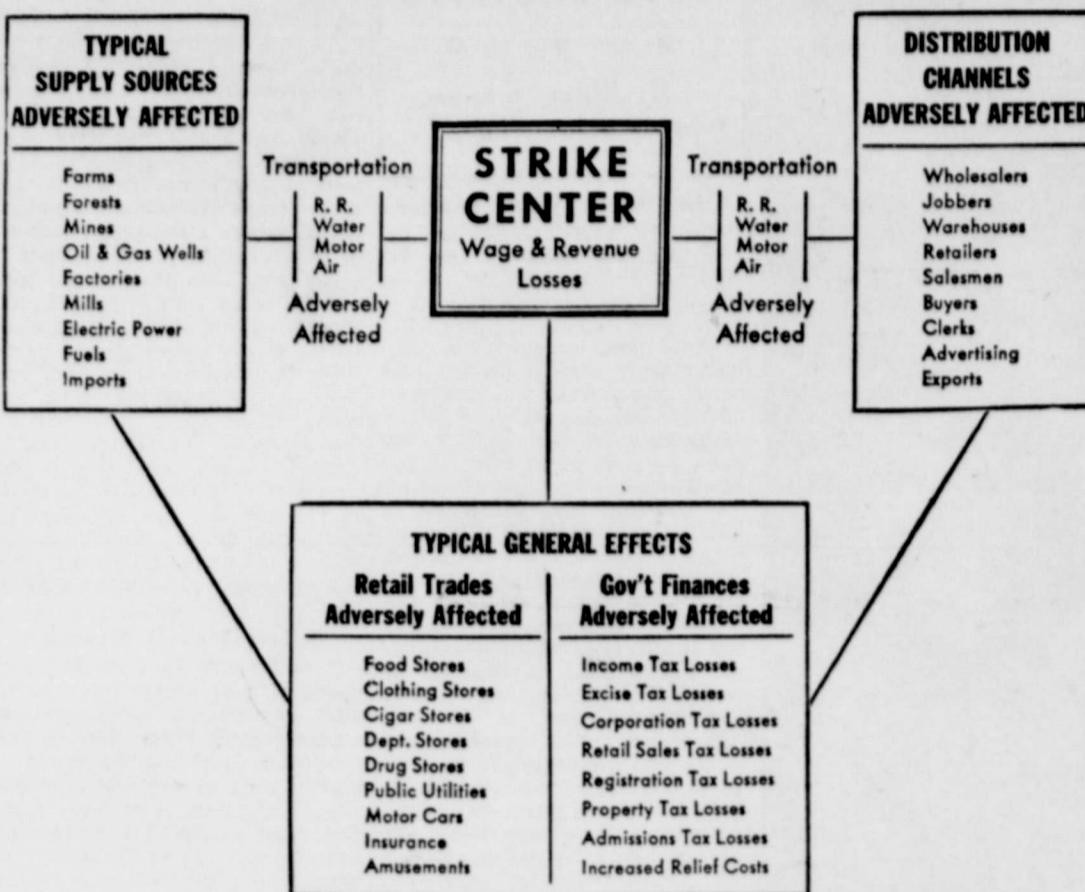 TYPICAL
SUPPLY SOURCES
ADVERSELY AFFECTED
Farms
Forests
Mines
Oil & Gas Wells
Factories
Mills
Electric Power
Fuels
Imports
Transportation
R. R.
Water
Motor
Air
Adversely
Affected
STRIKE
CENTER
Wage & Revenue
Losses
Transportation
R. R.
Water
Motor
Air
Adversely
Affected
DISTRIBUTION
CHANNELS
ADVERSELY AFFECTED
Wholesalers
Jobbers
Warehouses
Retailers
Salesmen
Buyers
Clerks
Advertising
Exports
TYPICAL GENERAL EFFECTS
Retail Trades
Adversely Affected
Food Stores
Clothing Stores
Cigar Stores
Dept. Stores
Drug Stores
Public Utilities
Motor Cars
Insurance
Amusements
Gov't Finances
Adversely Affected
Income Tax Losses
Excise Tax Losses
Corporation Tax Losses
Retail Sales Tax Losses
Registration Tax Losses
Property Tax Losses
Admissions Tax Losses
Increased Relief Costs